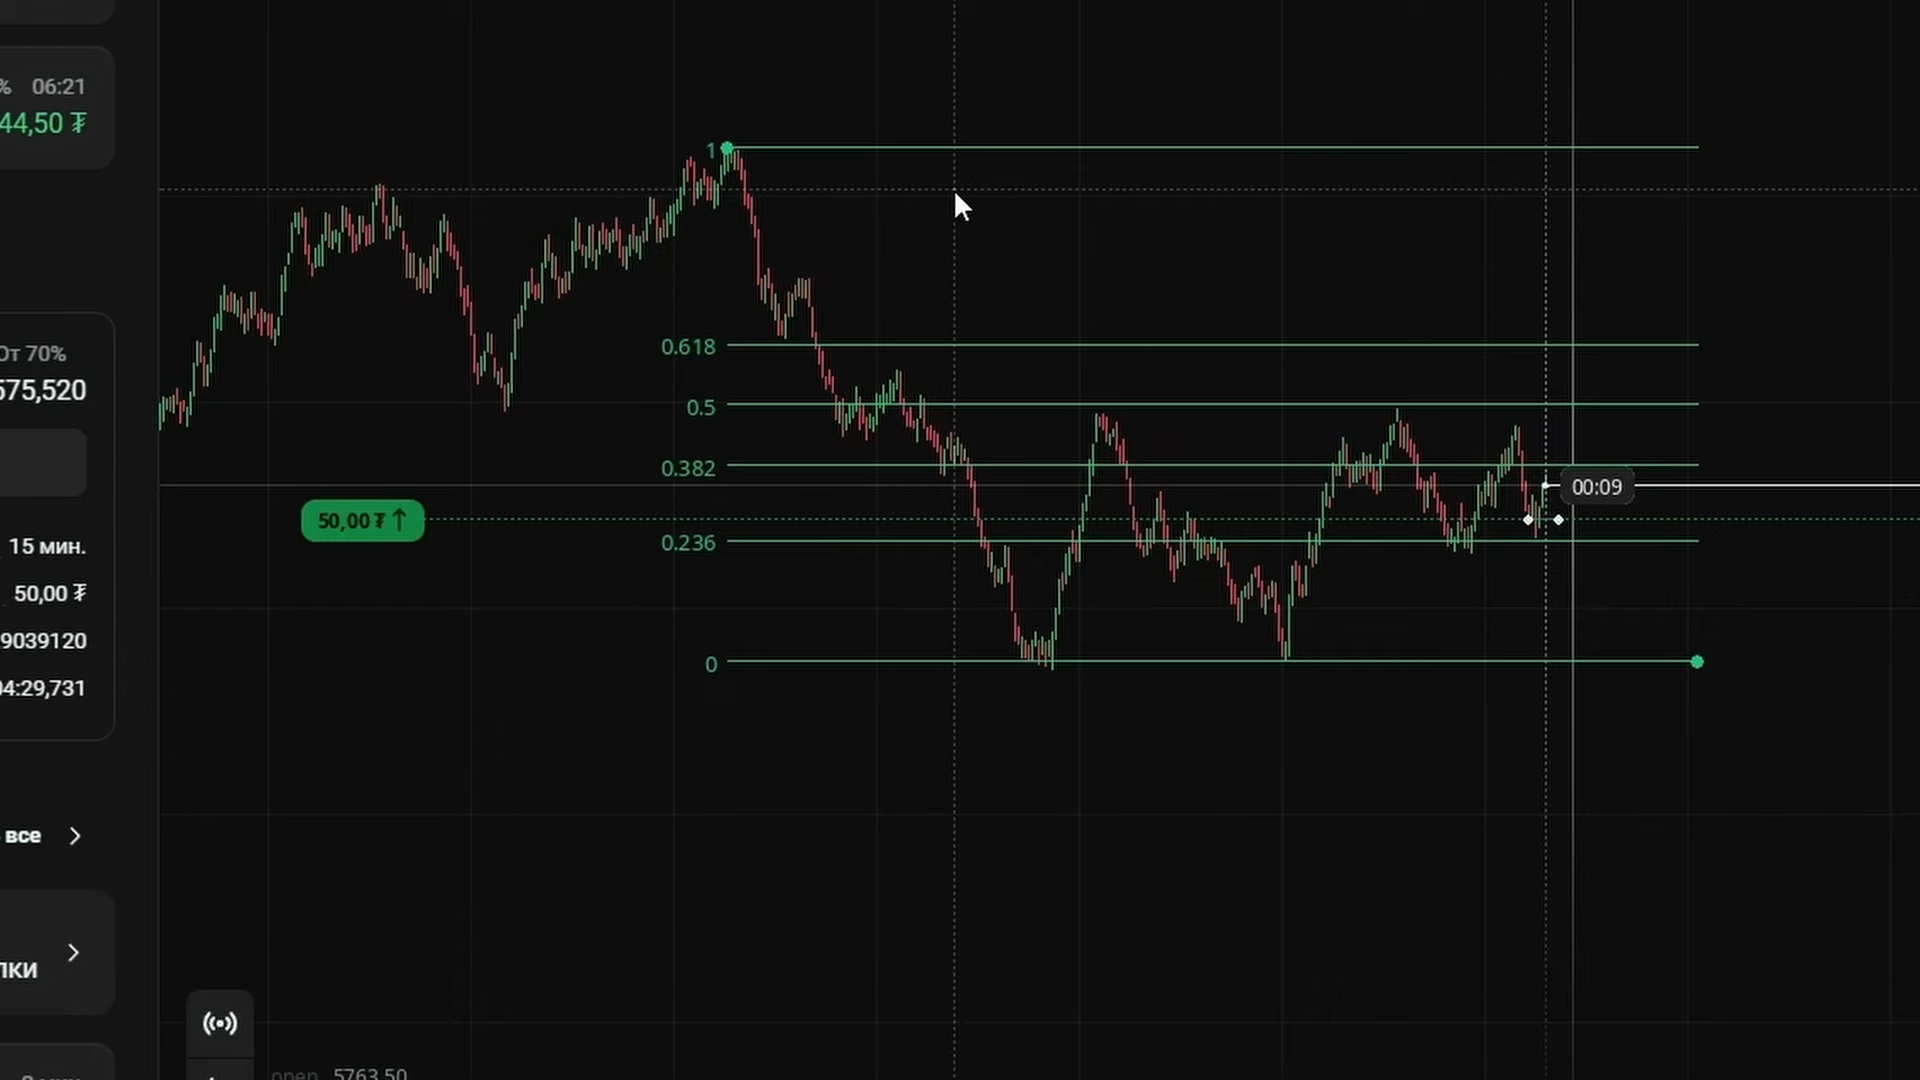 % 06:21
44,50 ₮
От 70%
575,520
15 мин.
50,00 ₮
9039120
04:29,731
все
лки
1
0.618
0.5
0.382
0.236
0
50,00 ₮ ↑
00:09
open 5763.50